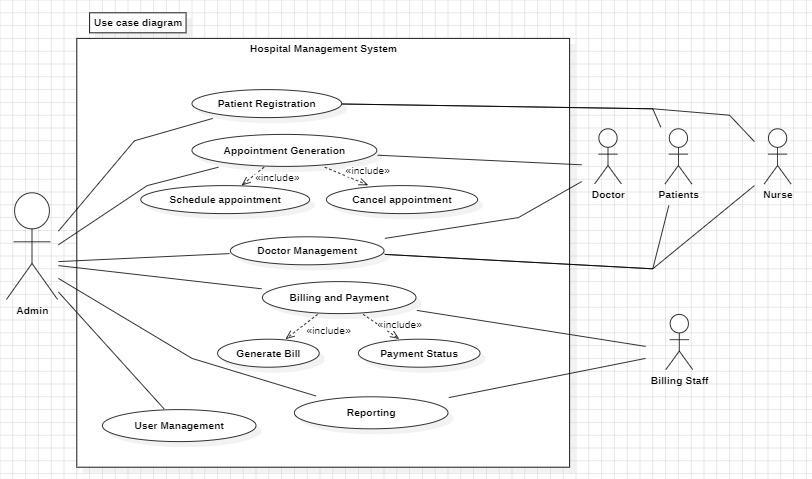 Use case diagram
Hospital Management System
Patient Registration
Appointment Generation
«include»
«include»
Schedule appointment
Cancel appointment
Doctor
Patients
Nurse
Doctor Management
Admin
Billing and Payment
«include»
«include»
Generate Bill
Payment Status
Billing Staff
Reporting
User Management